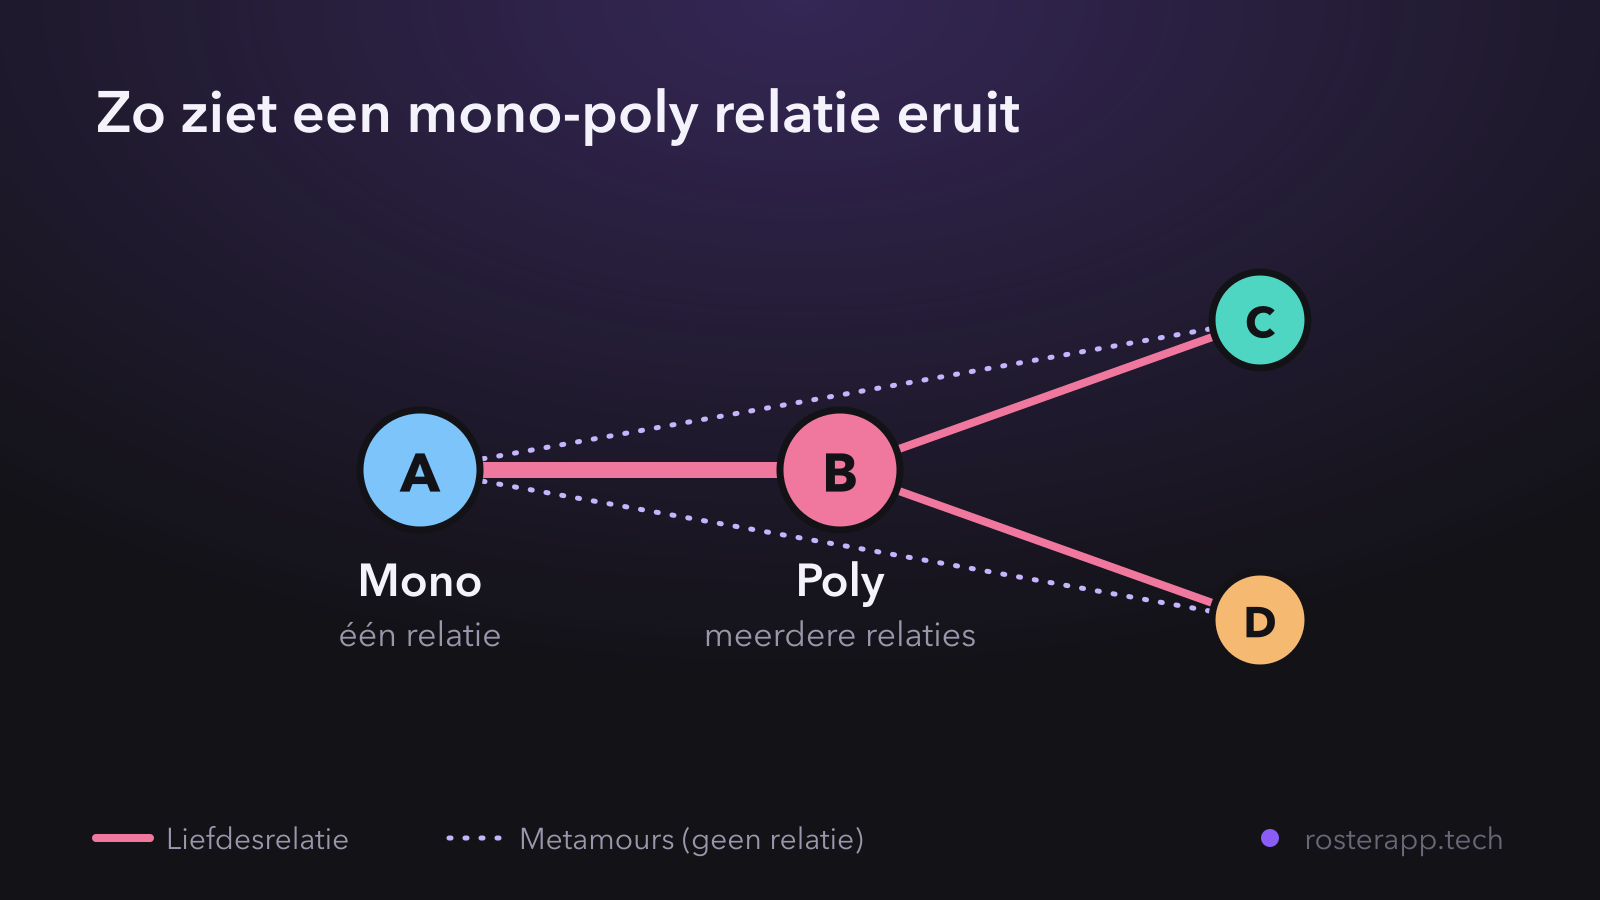 Zo ziet een mono-poly relatie eruit
C
A
B
Mono
Poly
één relatie
meerdere relaties
D
Liefdesrelatie
Metamours (geen relatie)
rosterapp.tech